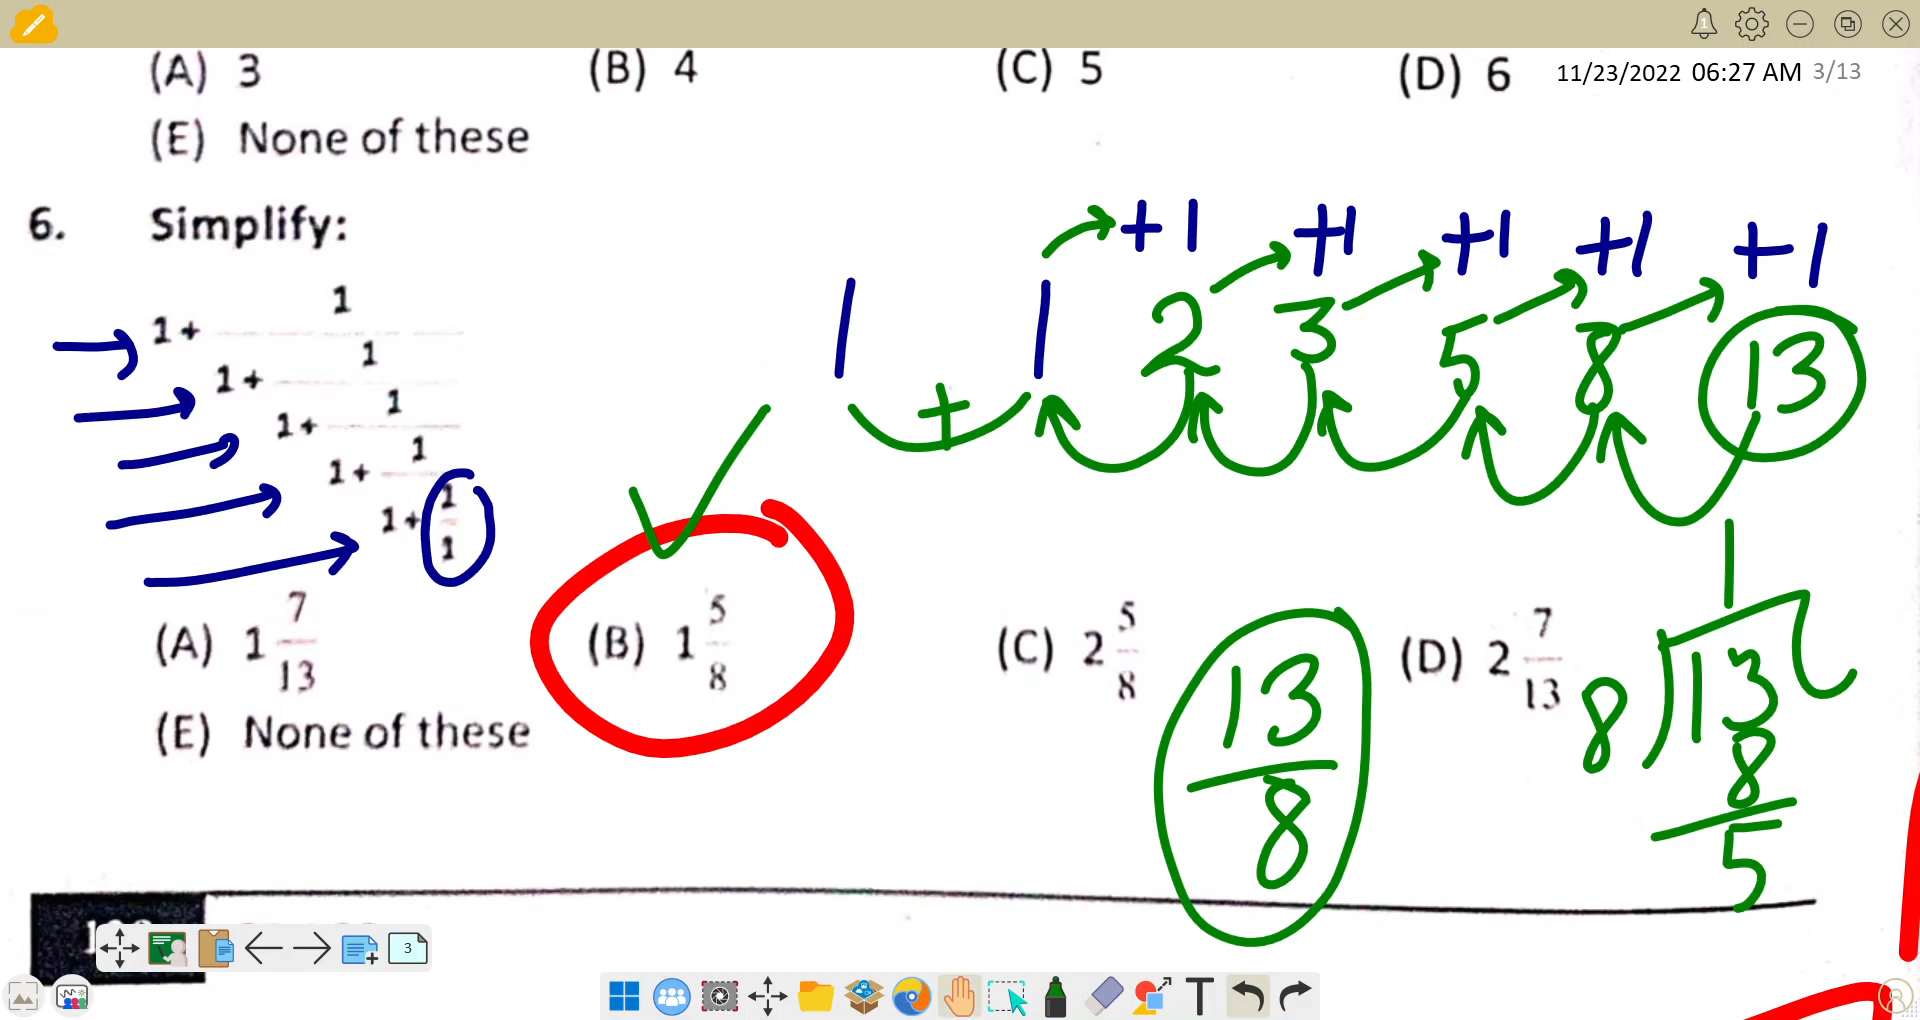 (A) 3 (B) 4 (C) 5 (D) 6 11/23/2022 06:27 AM 3/13
(E) None of these
6. Simplify:
+1 +1 +1 +1 +1
1 1 2 3 5 8 13
+
1
1+
1
1+
1
1+
1
1+
1
1+
1
(A) 1 7/13 (B) 1 5/8 (C) 2 5/8 (D) 2 7/13
(E) None of these
13
8
1
8 13
8
5
3
1